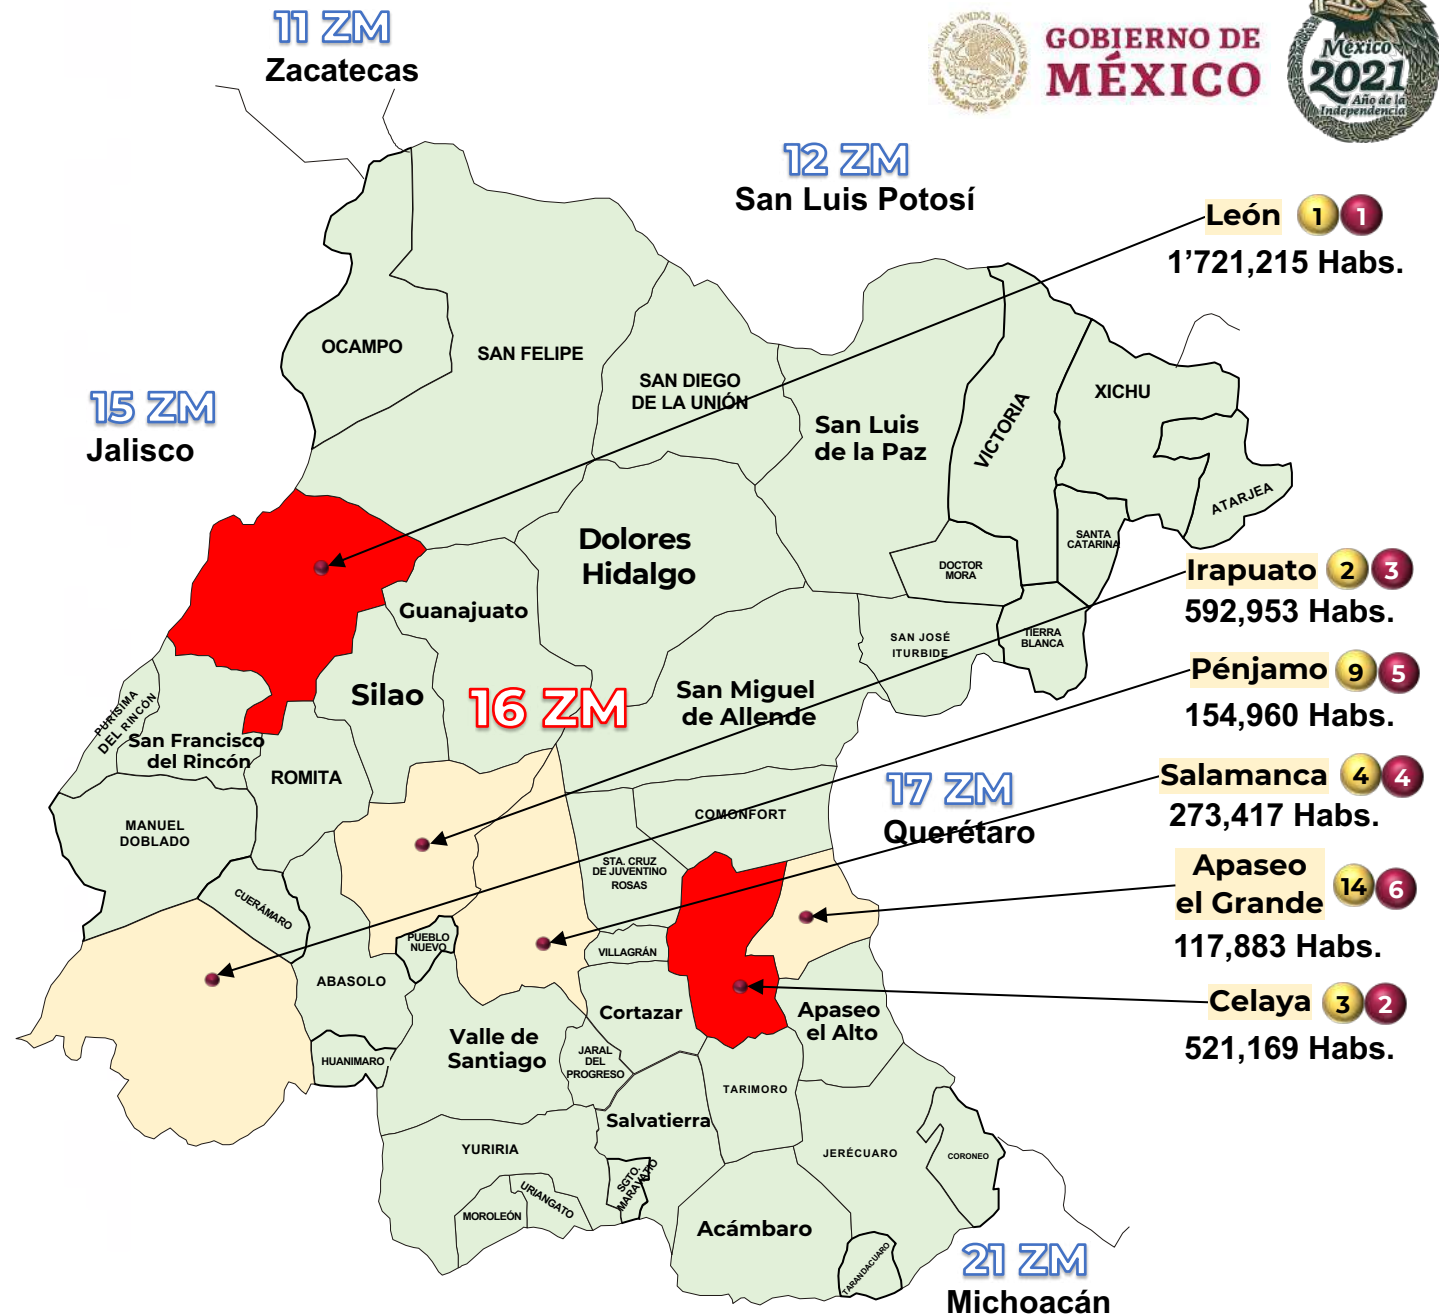 11 ZM
Zacatecas
GOBIERNO DE
MÉXICO
ESTADOS UNIDOS MEXICANOS
México
2021
Año de la
Independencia
12 ZM
San Luis Potosí
León 1 1
1’721,215 Habs.
OCAMPO
SAN FELIPE
SAN DIEGO
DE LA UNIÓN
15 ZM
Jalisco
San Luis
de la Paz
VICTORIA
XICHU
ATARJEA
SANTA
CATARINA
DOCTOR
MORA
Dolores
Hidalgo
Guanajuato
Irapuato 2 3
592,953 Habs.
SAN JOSÉ
ITURBIDE
TIERRA
BLANCA
Silao
16 ZM
San Miguel
de Allende
Pénjamo 9 5
154,960 Habs.
PURÍSIMA
DEL RINCÓN
San Francisco
del Rincón
ROMITA
17 ZM
Querétaro
Salamanca 4 4
273,417 Habs.
MANUEL
DOBLADO
COMONFORT
STA. CRUZ
DE JUVENTINO
ROSAS
Apaseo
el Grande 14 6
117,883 Habs.
CUERÁMARO
PUEBLO
NUEVO
VILLAGRÁN
ABASOLO
Celaya 3 2
521,169 Habs.
Cortazar
Apaseo
el Alto
Valle de
Santiago
HUANIMARO
JARAL
DEL
PROGRESO
TARIMORO
Salvatierra
YURIRIA
JERÉCUARO
CORONEO
SGTO.
MARAVATIO
URIANGATO
MOROLEÓN
Acámbaro
TARANDACUARO
21 ZM
Michoacán